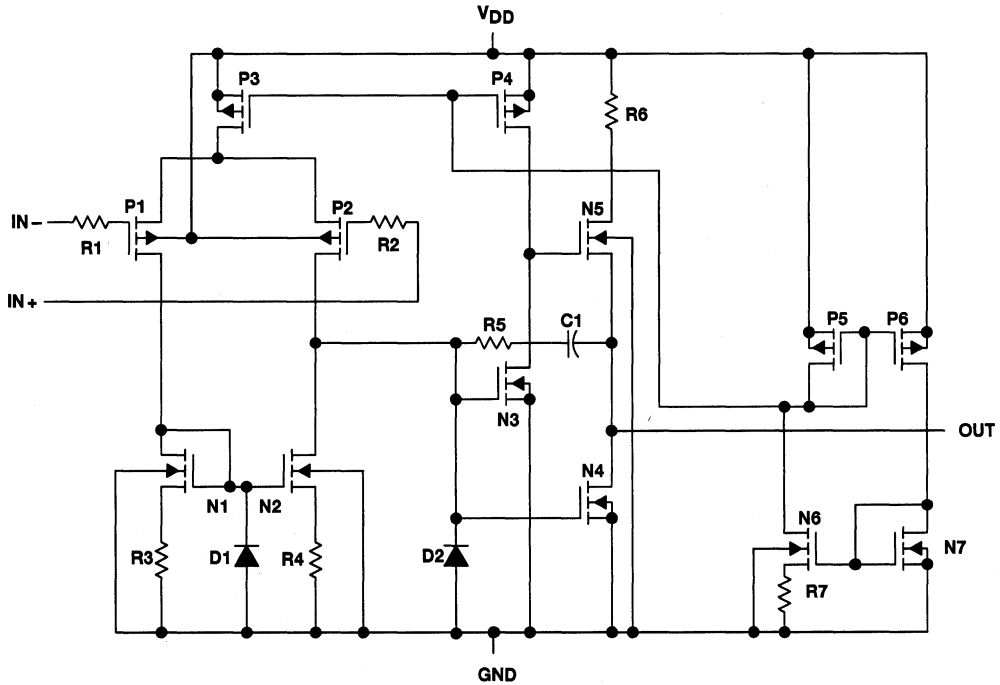 VDD
P3
P4
R6
P1
P2
N5
IN−
R1
R2
IN+
R5
C1
P5
P6
N3
OUT
N1
N2
N4
N6
N7
R3
D1
R4
D2
R7
GND